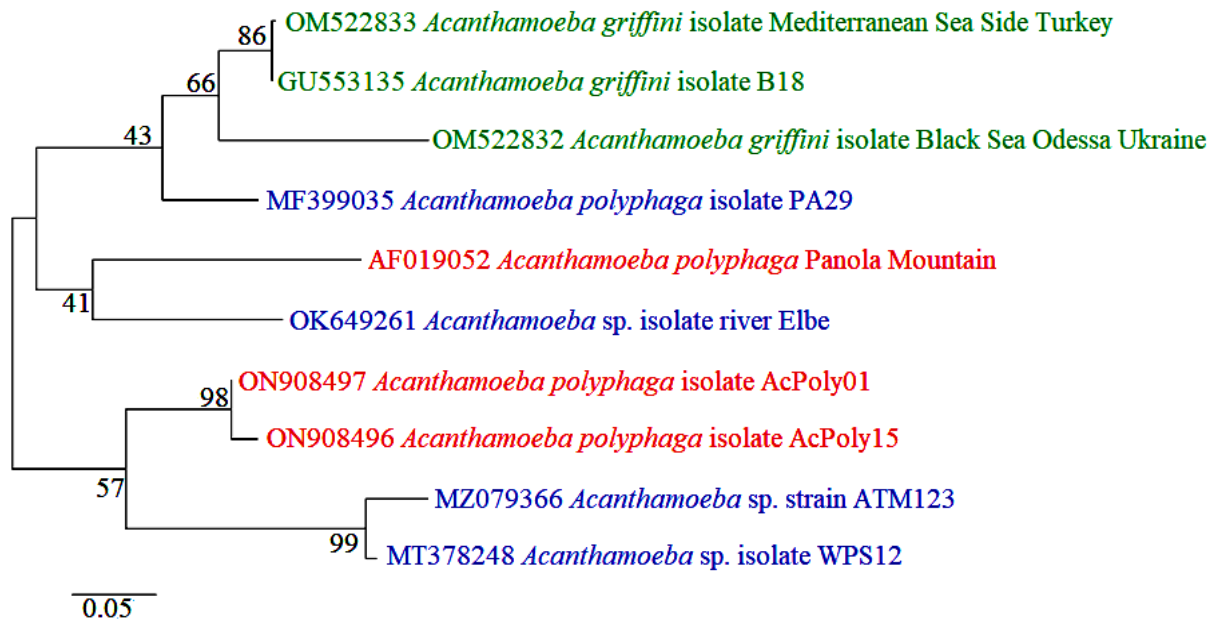 86 OM522833 Acanthamoeba griffini isolate Mediterranean Sea Side Turkey
66 GU553135 Acanthamoeba griffini isolate B18
43 OM522832 Acanthamoeba griffini isolate Black Sea Odessa Ukraine
MF399035 Acanthamoeba polyphaga isolate PA29
AF019052 Acanthamoeba polyphaga Panola Mountain
41 OK649261 Acanthamoeba sp. isolate river Elbe
98 ON908497 Acanthamoeba polyphaga isolate AcPoly01
ON908496 Acanthamoeba polyphaga isolate AcPoly15
57 MZ079366 Acanthamoeba sp. strain ATM123
99 MT378248 Acanthamoeba sp. isolate WPS12
0.05